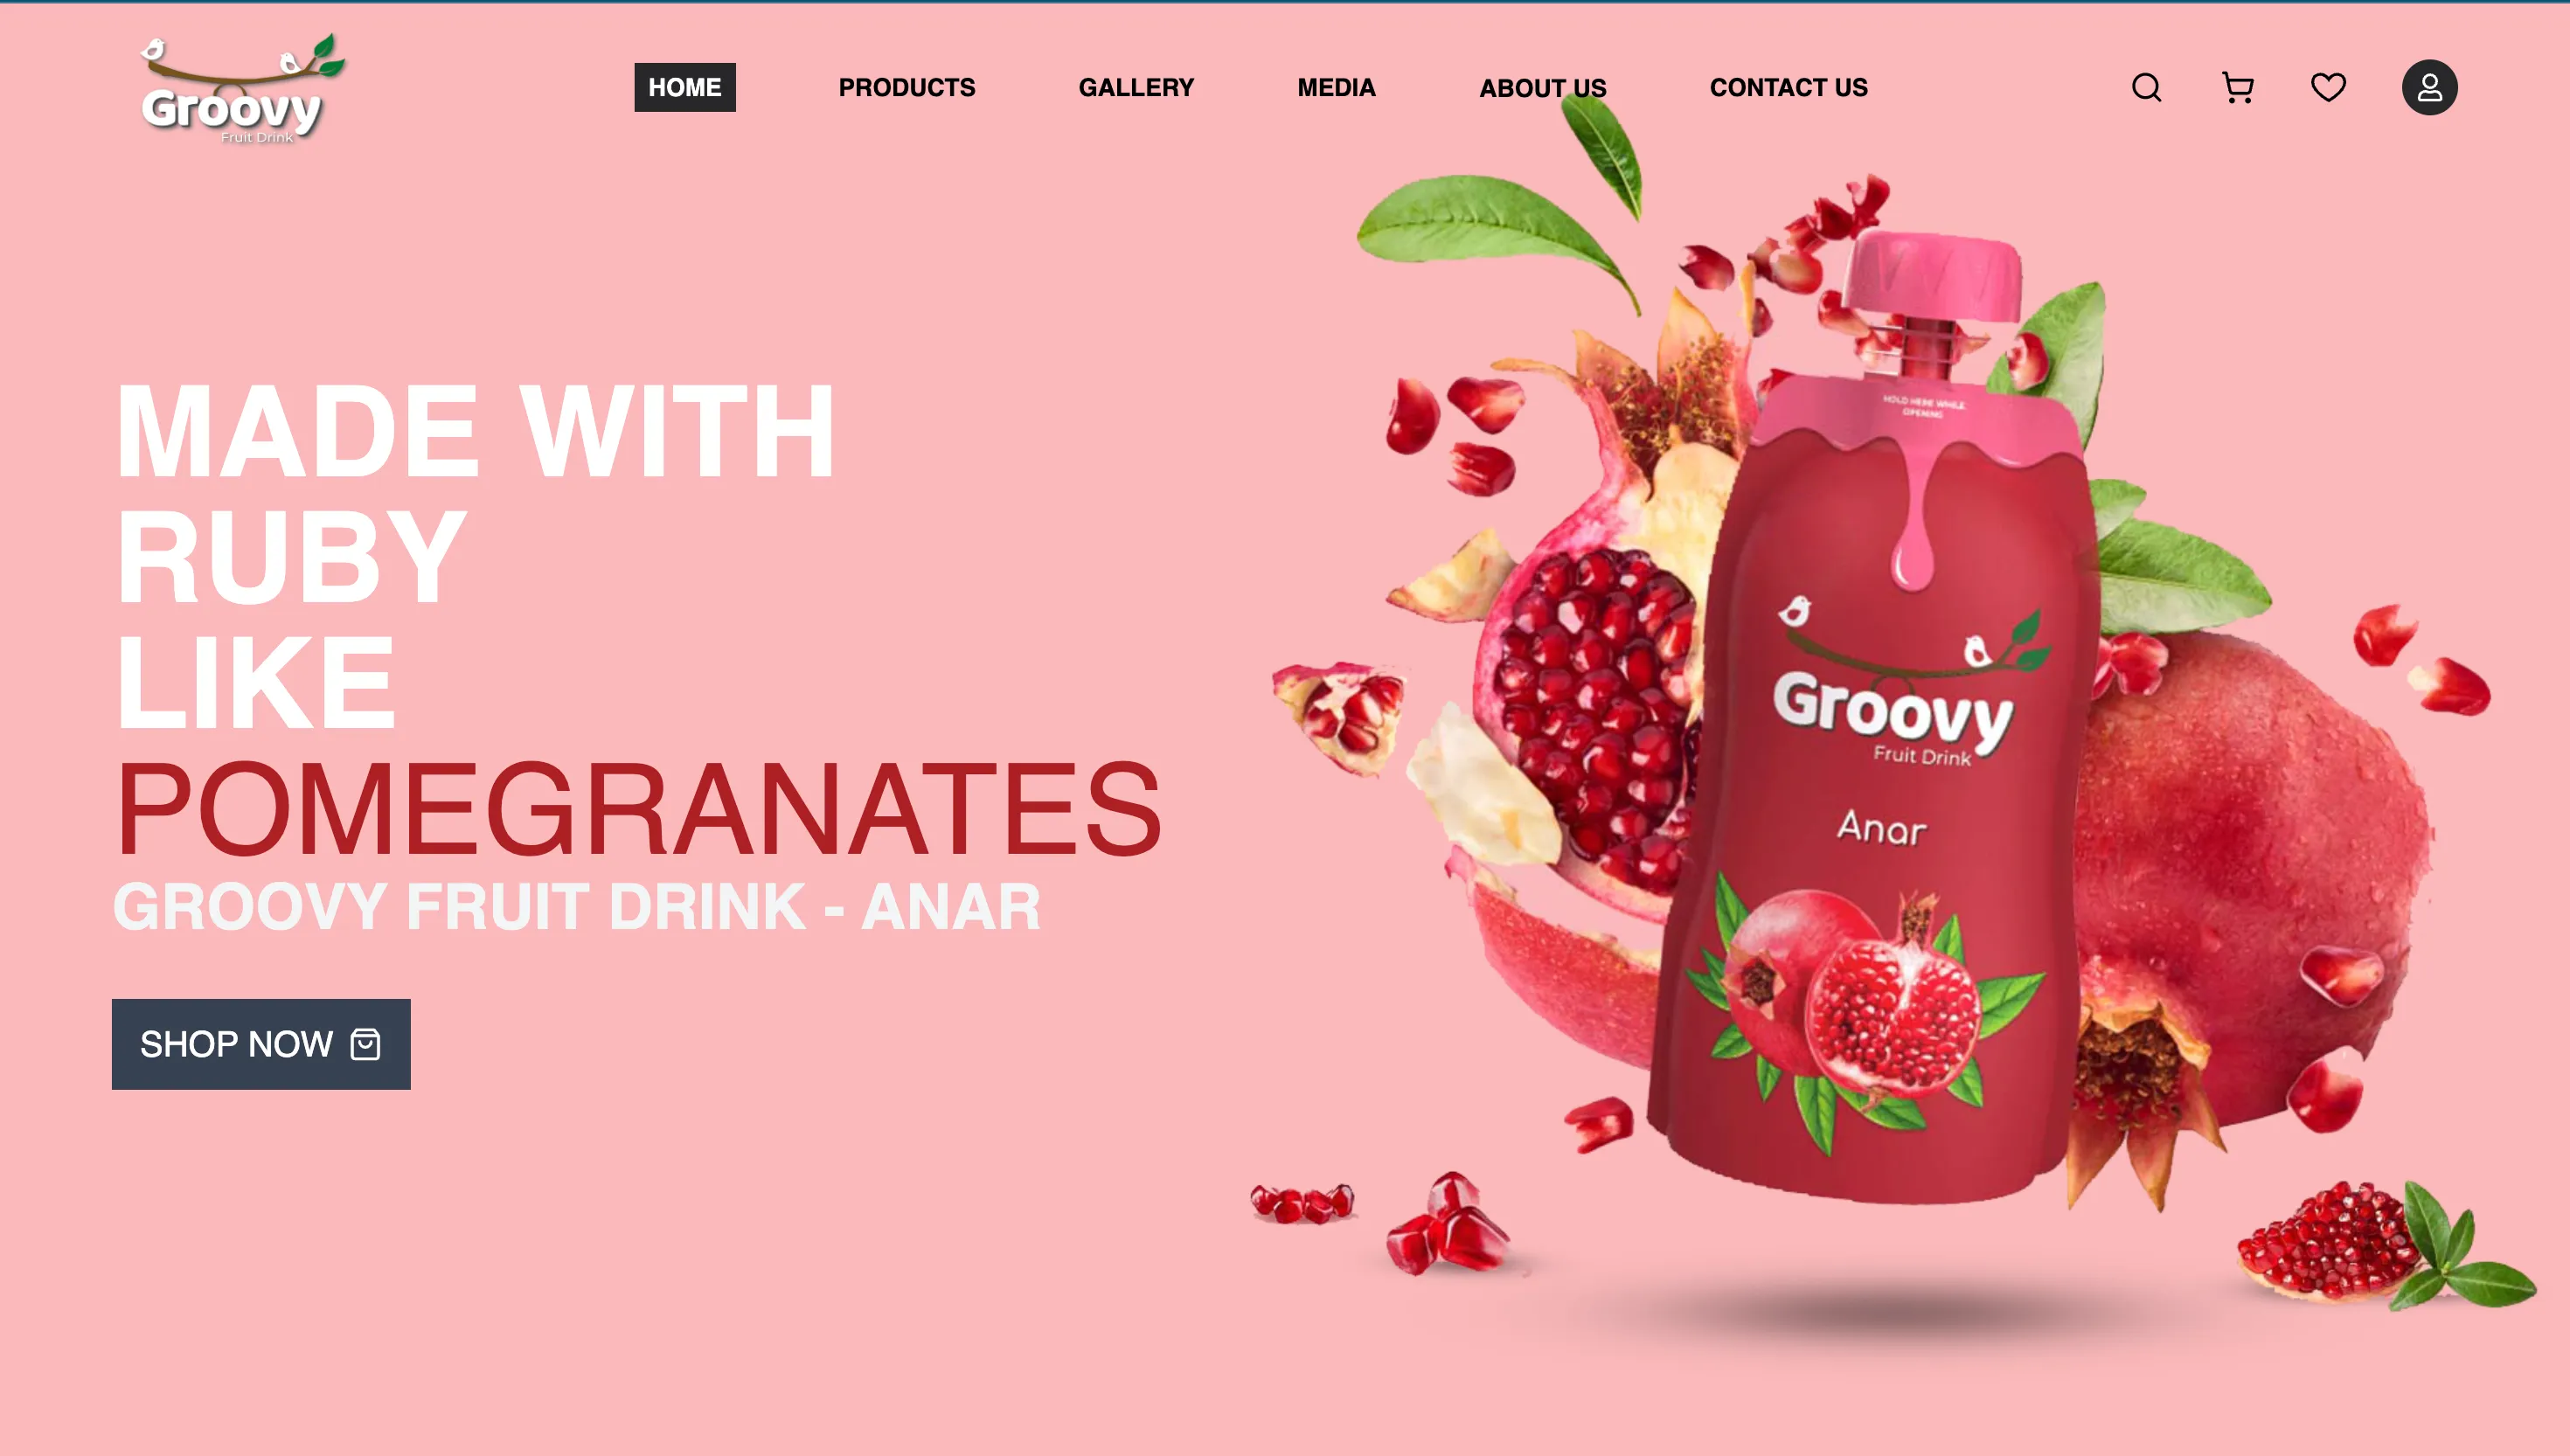 Groovy
Fruit Drink
HOME
PRODUCTS
GALLERY
MEDIA
ABOUT US
CONTACT US
MADE WITH
RUBY
LIKE
POMEGRANATES
GROOVY FRUIT DRINK - ANAR
SHOP NOW
HOLD HERE WHILE
OPENING
Groovy
Fruit Drink
Anar